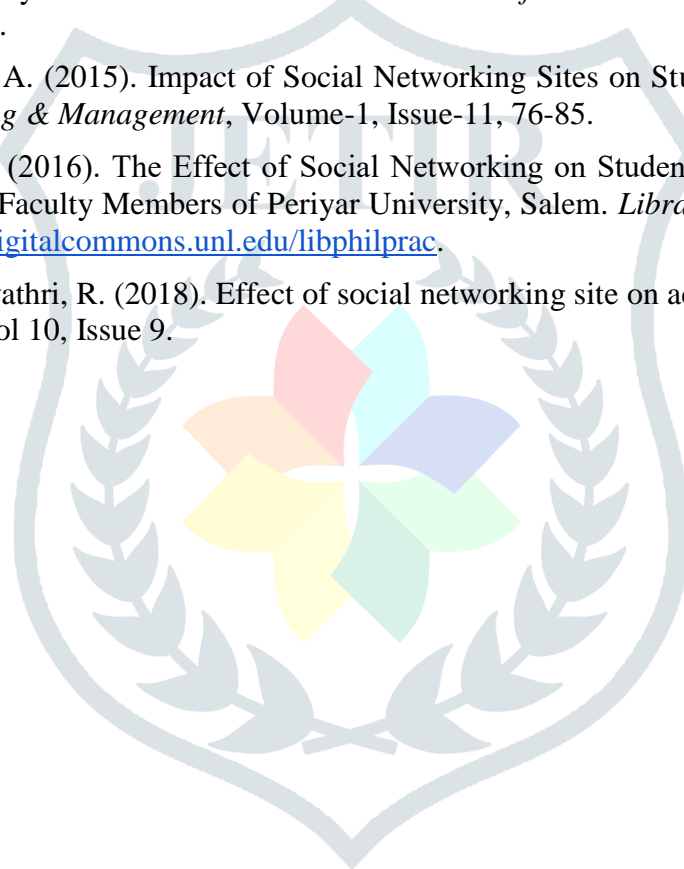 .
A. (2015). Impact of Social Networking Sites on Stu
g & Management, Volume-1, Issue-11, 76-85.
(2016). The Effect of Social Networking on Studen
Faculty Members of Periyar University, Salem. Libra
igitalcommons.unl.edu/libphilprac.
athri, R. (2018). Effect of social networking site on a
ol 10, Issue 9.
JETIR